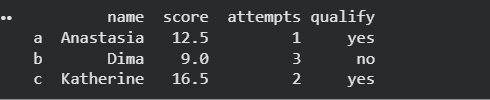 name score attempts qualify
a Anastasia 12.5 1 yes
b Dima 9.0 3 no
c Katherine 16.5 2 yes